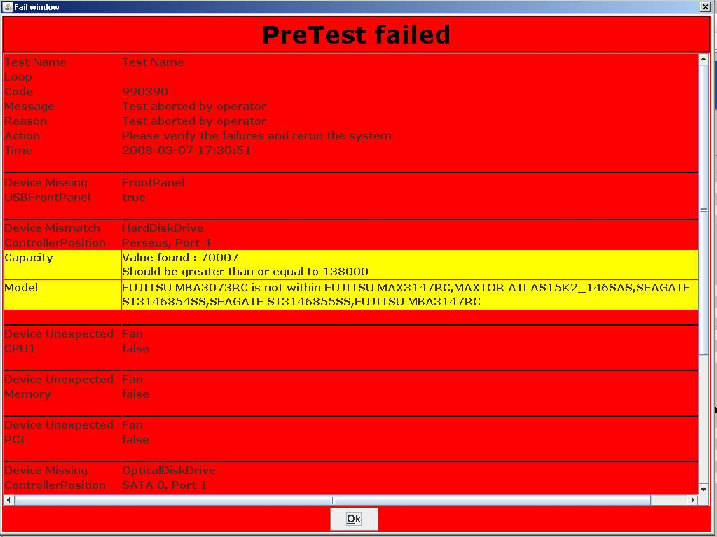 Fail window
PreTest failed
Test Name Test Name
Loop
Code 990390
Message Test aborted by operator
Reason Test aborted by operator
Action Please verify the failures and rerun the system
Time 2008-03-07 17:30:51
Device Missing FrontPanel
USBFrontPanel true
Device Mismatch HardDiskDrive
ControllerPosition Perseus, Port 4
Capacity Value found : 70007
Should be greater than or equal to 138000
Model FUJITSU MBA3073RC is not within FUJITSU MAX3147RC,MAXTOR ATLAS15K2_146SAS,SEAGATE
ST3146854SS,SEAGATE ST3146855SS,FUJITSU MBA3147RC
Device Unexpected Fan
CPU1 false
Device Unexpected Fan
Memory false
Device Unexpected Fan
PCI false
Device Missing OpticalDiskDrive
ControllerPosition SATA 0, Port 1
Ok